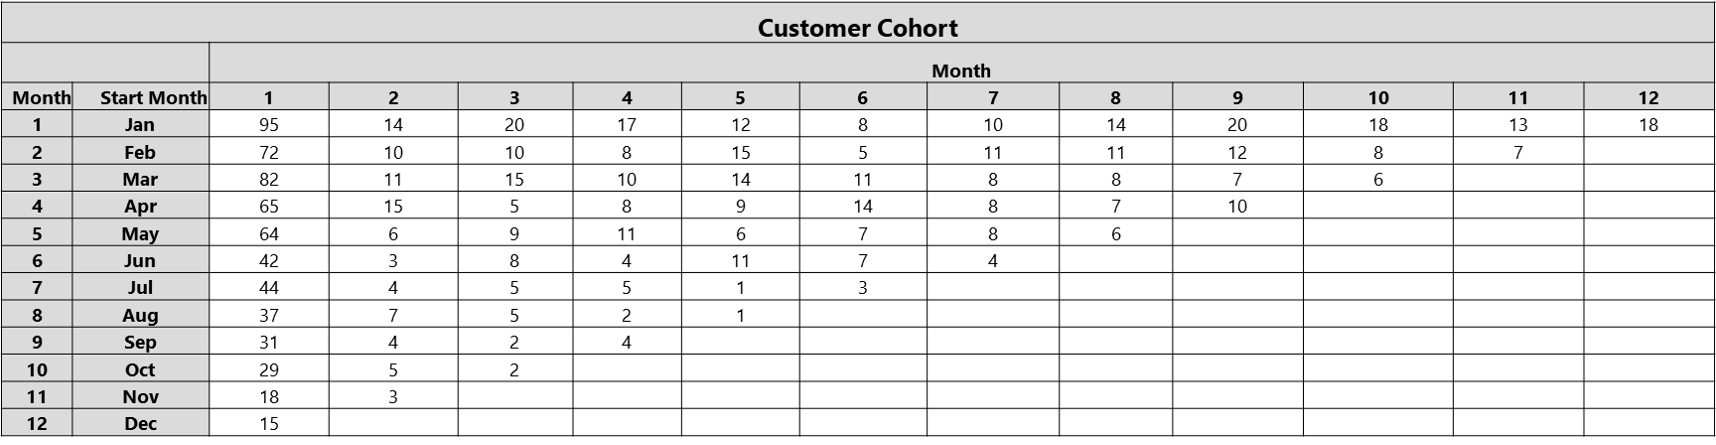 Customer Cohort
Month
Month Start Month 1 2 3 4 5 6 7 8 9 10 11 12
1 Jan 95 14 20 17 12 8 10 14 20 18 13 18
2 Feb 72 10 10 8 15 5 11 11 12 8 7
3 Mar 82 11 15 10 14 11 8 8 7 6
4 Apr 65 15 5 8 9 14 8 7 10
5 May 64 6 9 11 6 7 8 6
6 Jun 42 3 8 4 11 7 4
7 Jul 44 4 5 5 1 3
8 Aug 37 7 5 2 1
9 Sep 31 4 2 4
10 Oct 29 5 2
11 Nov 18 3
12 Dec 15